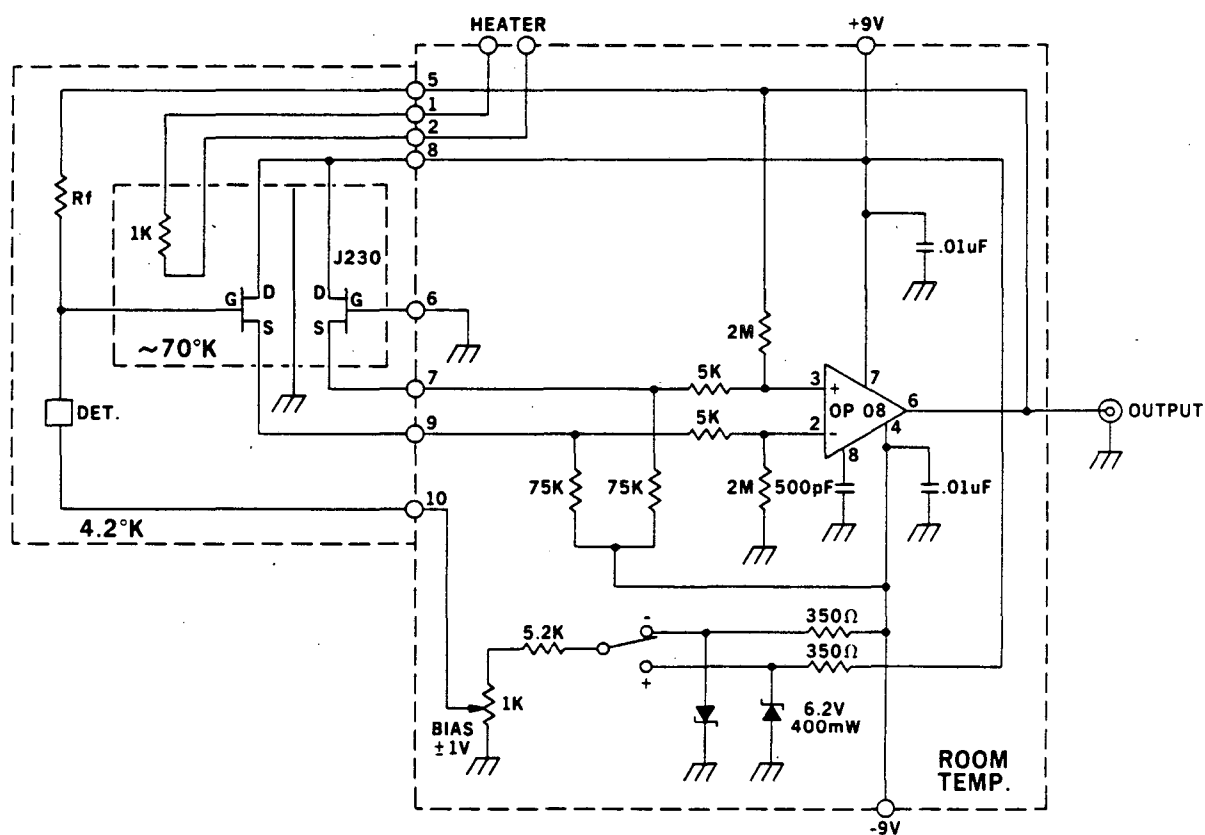 HEATER
+9V
5
1
2
8
Rf
1K
J230
.01uF
D
G
D
G
6
S
S
~70°K
2M
7
5K
3
+
7
OP 08
6
OUTPUT
DET.
9
5K
2
-
4
8
75K
75K
2M
500pF
.01uF
10
4.2°K
-
350Ω
5.2K
350Ω
+
1K
6.2V
400mW
BIAS
±1V
ROOM
TEMP.
-9V